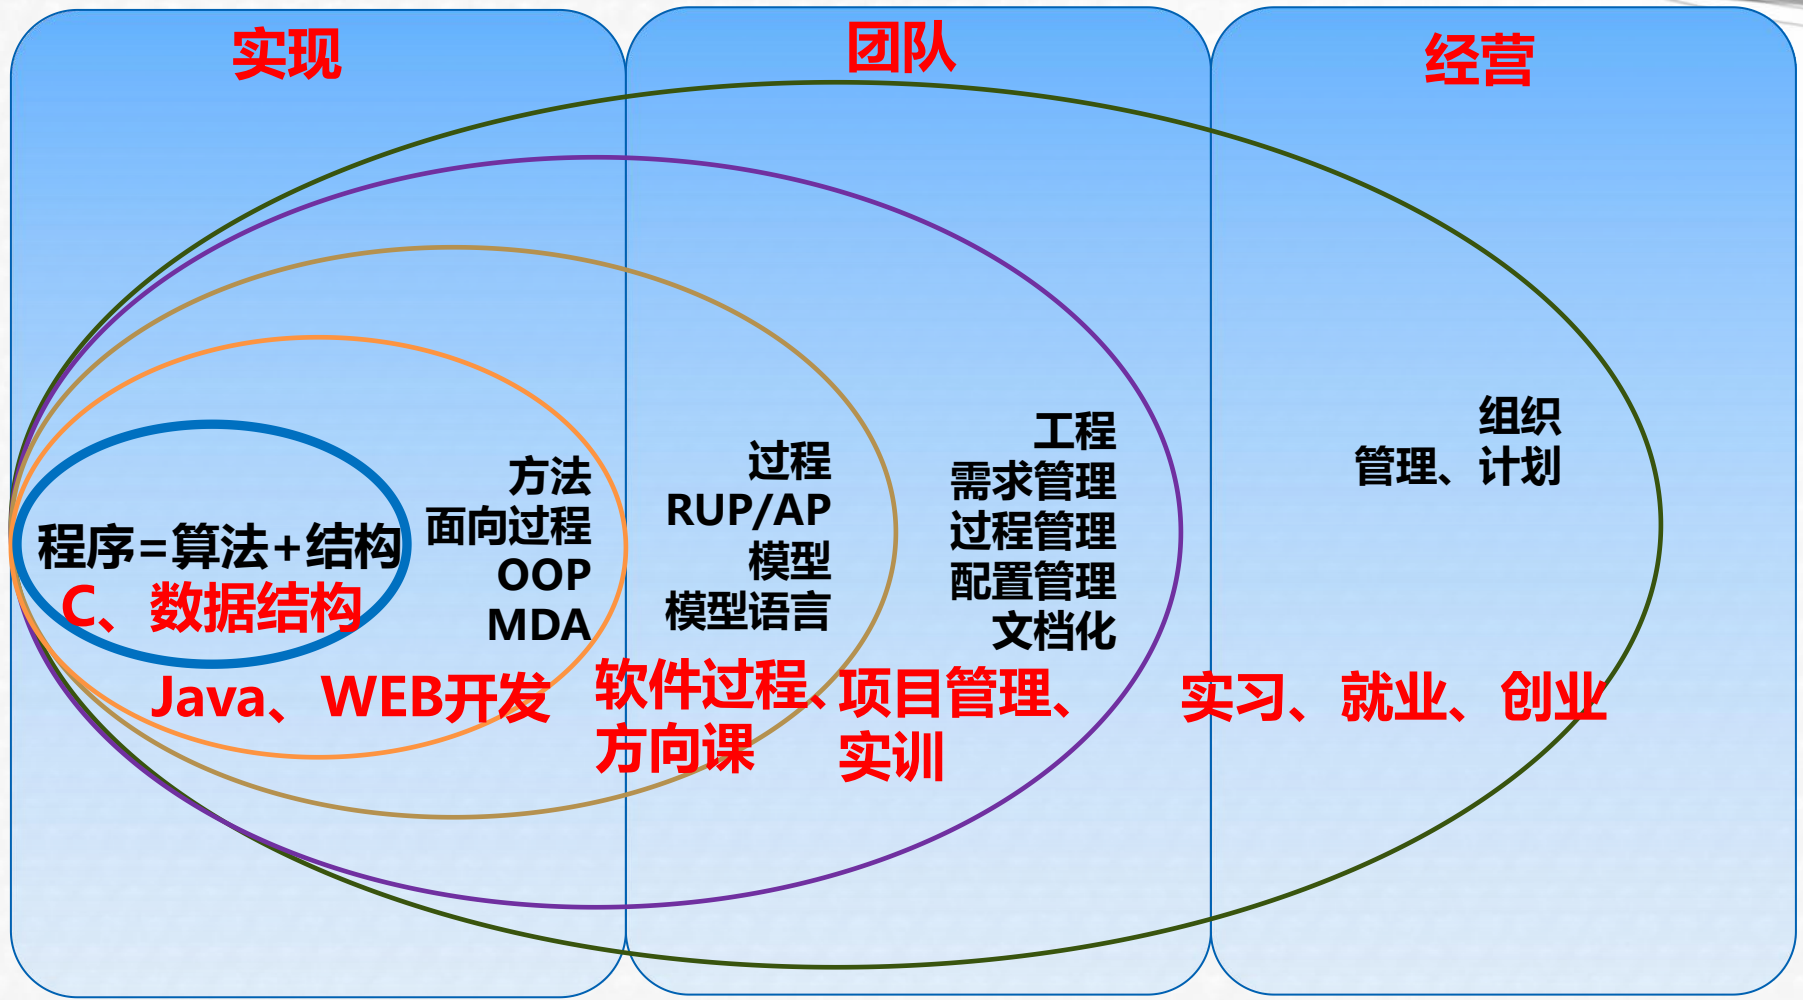 实现
团队
经营
程序=算法+结构
C、数据结构
方法
面向过程
OOP
MDA
Java、WEB开发
过程
RUP/AP
模型
模型语言
软件过程、
方向课
工程
需求管理
过程管理
配置管理
文档化
项目管理、
实训
组织
管理、计划
实习、就业、创业